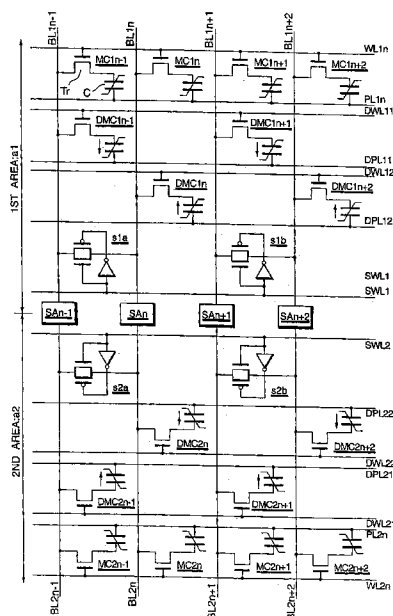 BL1n-1 BL1n BL1n+1 BL1n+2
WL1n
MC1n-1 MC1n MC1n+1 MC1n+2
Tr C
PL1n
DWL11
DMC1n-1 DMC1n+1
DPL11
DWL12
DMC1n DMC1n+2
DPL12
1ST AREA:a1
s1a s1b
SWL1
SWL1
SAn-1 SAn SAn+1 SAn+2
SWL2
s2a s2b
2ND AREA:a2
DPL22
DMC2n DMC2n+2
DWL22
DPL21
DMC2n-1 DMC2n+1
DWL21
PL2n
MC2n-1 MC2n MC2n+1 MC2n+2
WL2n
BL2n-1 BL2n BL2n+1 BL2n+2